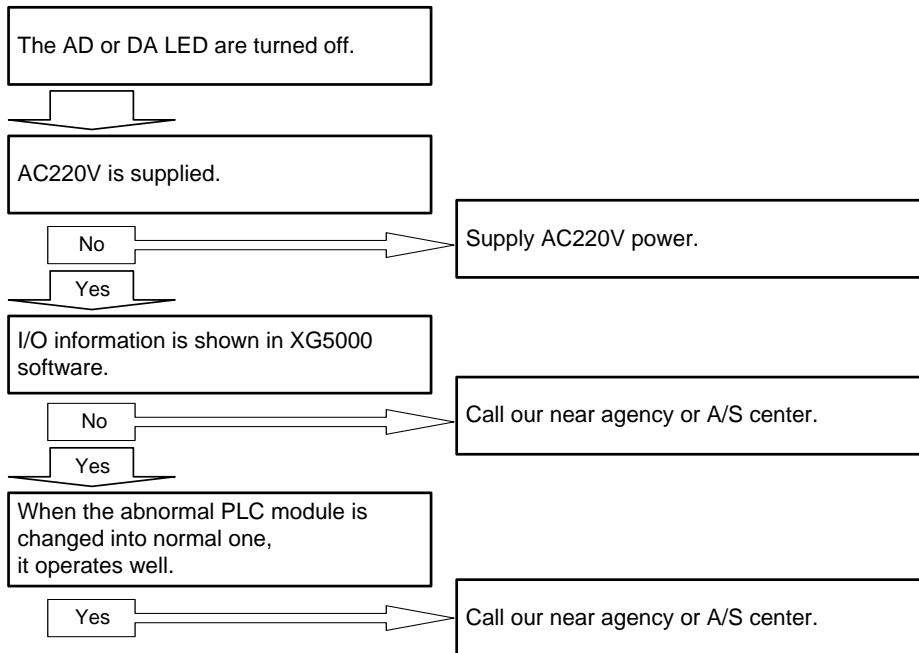 The AD or DA LED are turned off.
AC220V is supplied.
No
Supply AC220V power.
Yes
I/O information is shown in XG5000
software.
No
Call our near agency or A/S center.
Yes
When the abnormal PLC module is
changed into normal one,
it operates well.
Yes
Call our near agency or A/S center.